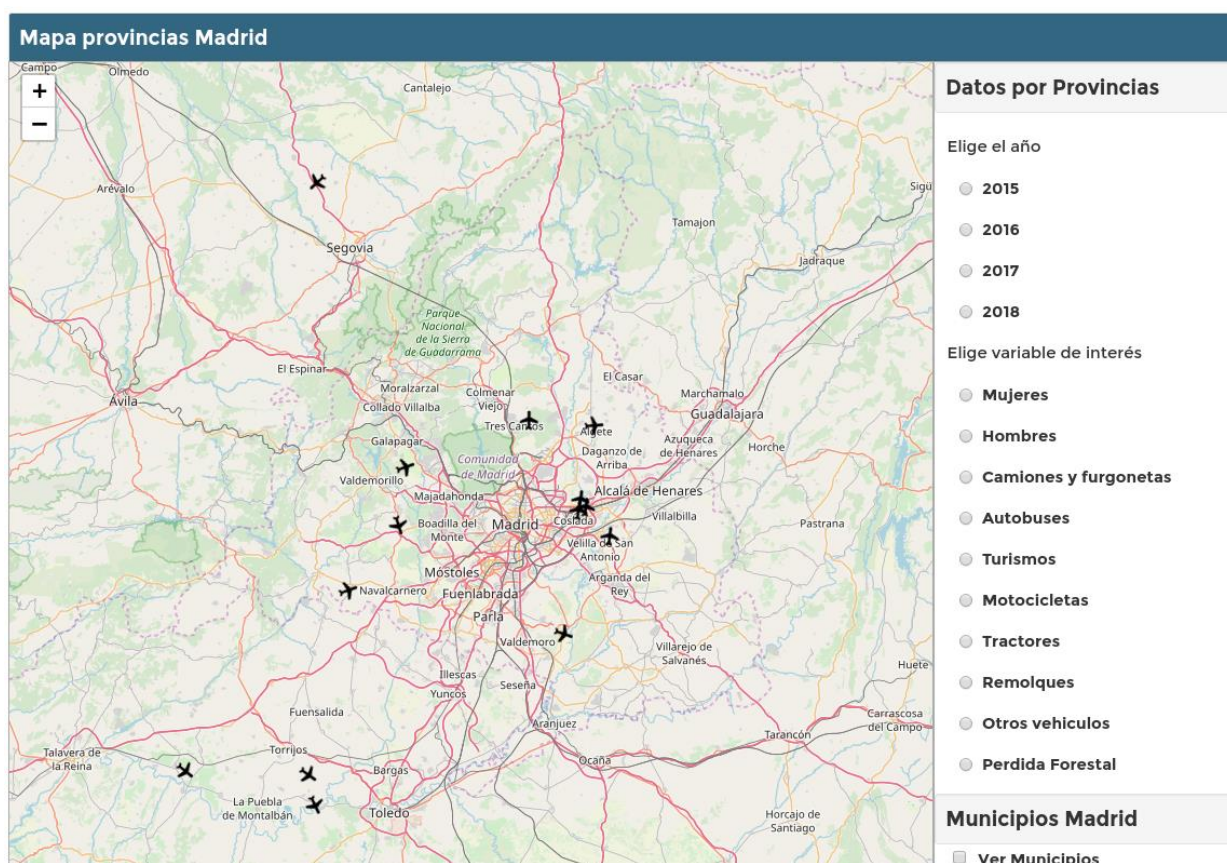 Mapa provincias Madrid
+
−
Campo
Olmedo
Cantalejo
Arévalo
Sigü
Tamajon
Segovia
Jadraque
Parque
Nacional
de la Sierra
de Guadarrama
El Espinar
El Casar
Moralzarzal
Colmenar
Viejo
Marchamalo
Ávila
Collado Villalba
Guadalajara
Tres Cantos
Galapagar
Azuqueca
de Henares
Horche
Daganzo de
Arriba
Comunidad
de Madrid
Valdemorillo
Majadahonda
Alcalá de Henares
Boadilla del
Monte
Madrid
Coslada
Villalbilla
Pastrana
Velilla de San
Antonio
Móstoles
Arganda del
Rey
Navalcarnero
Fuenlabrada
Parla
Valdemoro
Villarejo de
Salvanés
Huete
Illescas
Yuncos
Seseña
Fuensalida
Aranjuez
Carrascosa
del Campo
Tarancón
Talavera de
la Reina
Torrijos
Bargas
Ocaña
La Puebla
de Montalbán
Toledo
Horcajo de
Santiago
Datos por Provincias
Elige el año
2015
2016
2017
2018
Elige variable de interés
Mujeres
Hombres
Camiones y furgonetas
Autobuses
Turismos
Motocicletas
Tractores
Remolques
Otros vehiculos
Perdida Forestal
Municipios Madrid
Ver Municipios